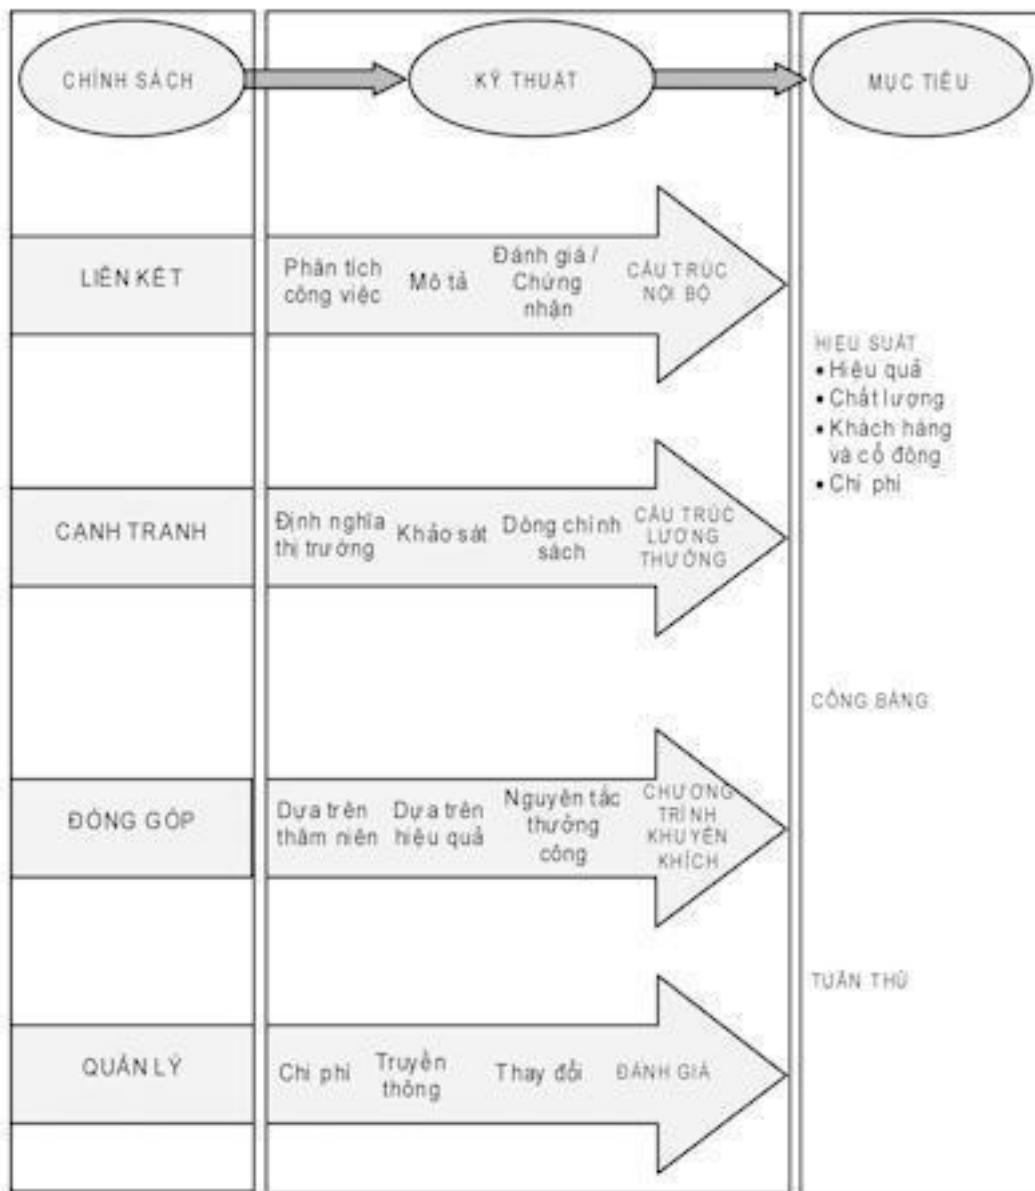 CHÍNH SÁCH
KỸ THUẬT
MỤC TIÊU
LIÊN KẾT
Phân tích
công việc
Mô tả
Đánh giá /
Chứng
nhận
CẤU TRÚC
NỘI BỘ
HIỆU SUẤT
• Hiệu quả
• Chất lượng
• Khách hàng
và cổ đông
• Chi phí
CẠNH TRANH
Định nghĩa
thị trường
Khảo sát
Dòng chính
sách
CẤU TRÚC
LƯƠNG
THƯỞNG
CÔNG BẰNG
ĐÓNG GÓP
Dựa trên
thâm niên
Dựa trên
hiệu quả
Nguyên tắc
thưởng
công
CHƯƠNG
TRÌNH
KHUYẾN
KHÍCH
TUÂN THỦ
QUẢN LÝ
Chi phí
Truyền
thông
Thay đổi
ĐÁNH GIÁ